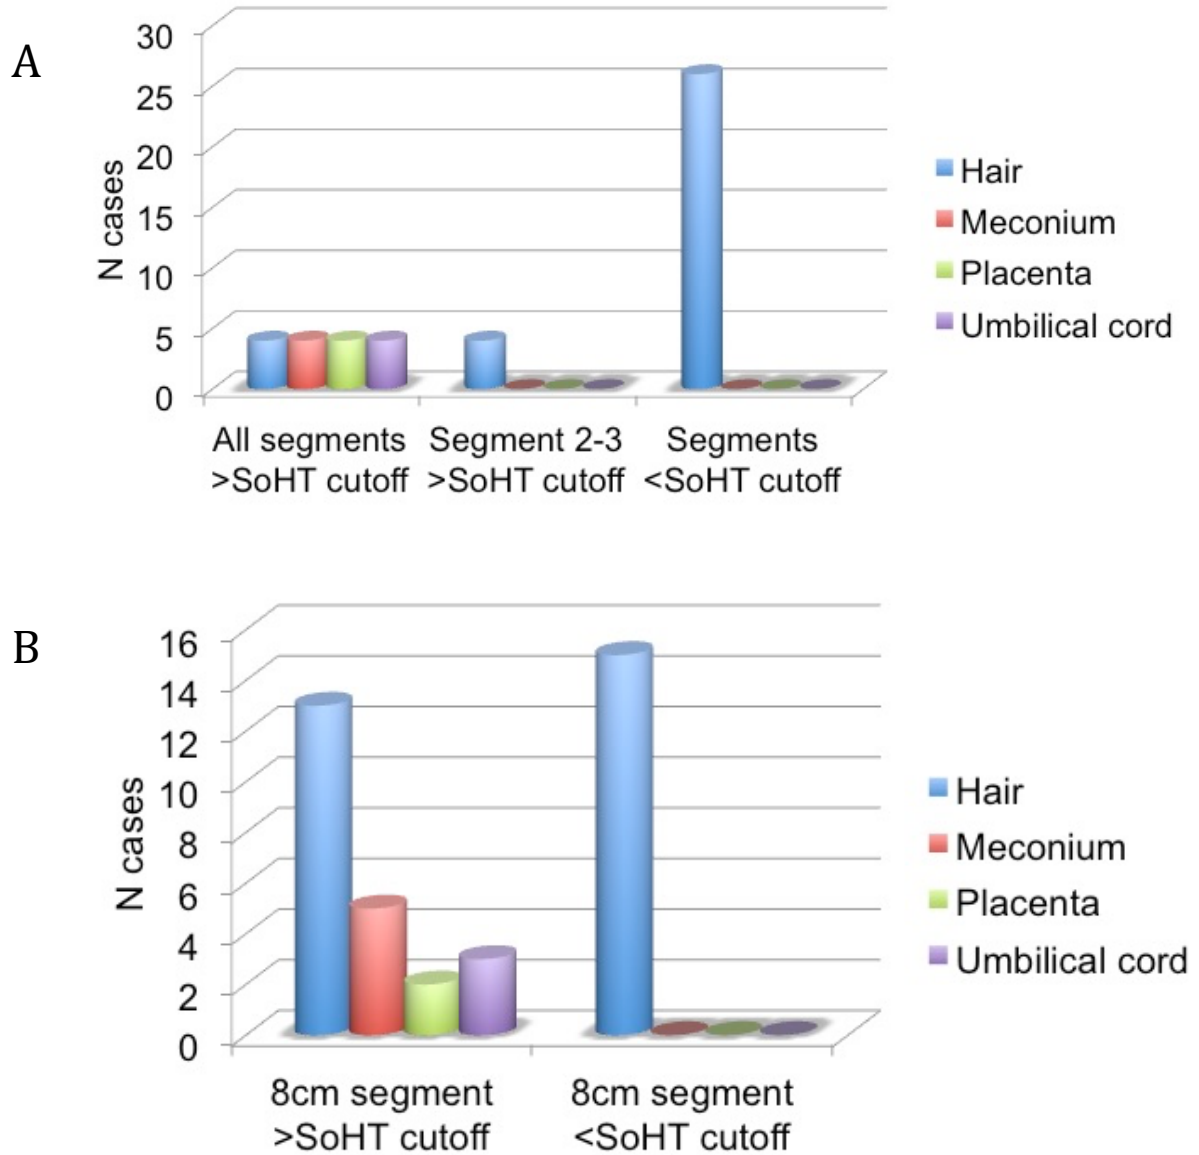 A
30
25
20
15
10
5
0
N cases
All segments
>SoHT cutoff
Segment 2-3
>SoHT cutoff
Segments
<SoHT cutoff
Hair
Meconium
Placenta
Umbilical cord
B
16
14
12
10
8
6
4
2
0
N cases
8cm segment
>SoHT cutoff
8cm segment
<SoHT cutoff
Hair
Meconium
Placenta
Umbilical cord